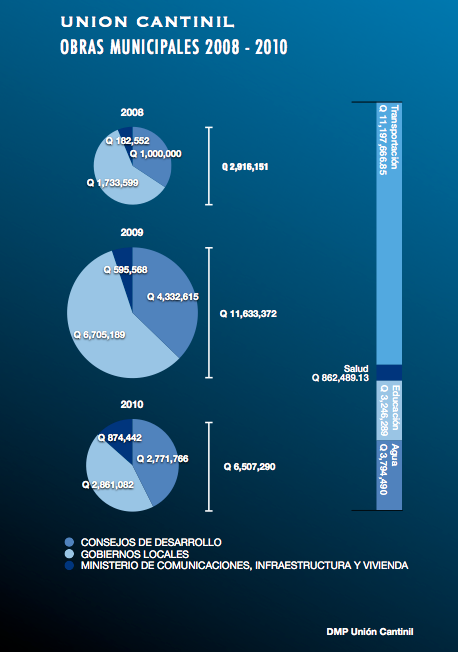 UNION CANTINIL
OBRAS MUNICIPALES 2008 - 2010
2008
Q 182,552
Q 1,000,000
Q 1,733,599
Q 2,916,151
2009
Q 595,568
Q 4,332,615
Q 6,705,189
Q 11,633,372
2010
Q 874,442
Q 2,771,766
Q 2,861,082
Q 6,507,290
Transportación
Q 11,197,666.85
Salud
Q 862,489.13
Educación
Q 3,246,289
Agua
Q 3,794,490
CONSEJOS DE DESARROLLO
GOBIERNOS LOCALES
MINISTERIO DE COMUNICACIONES, INFRAESTRUCTURA Y VIVIENDA
DMP Unión Cantinil